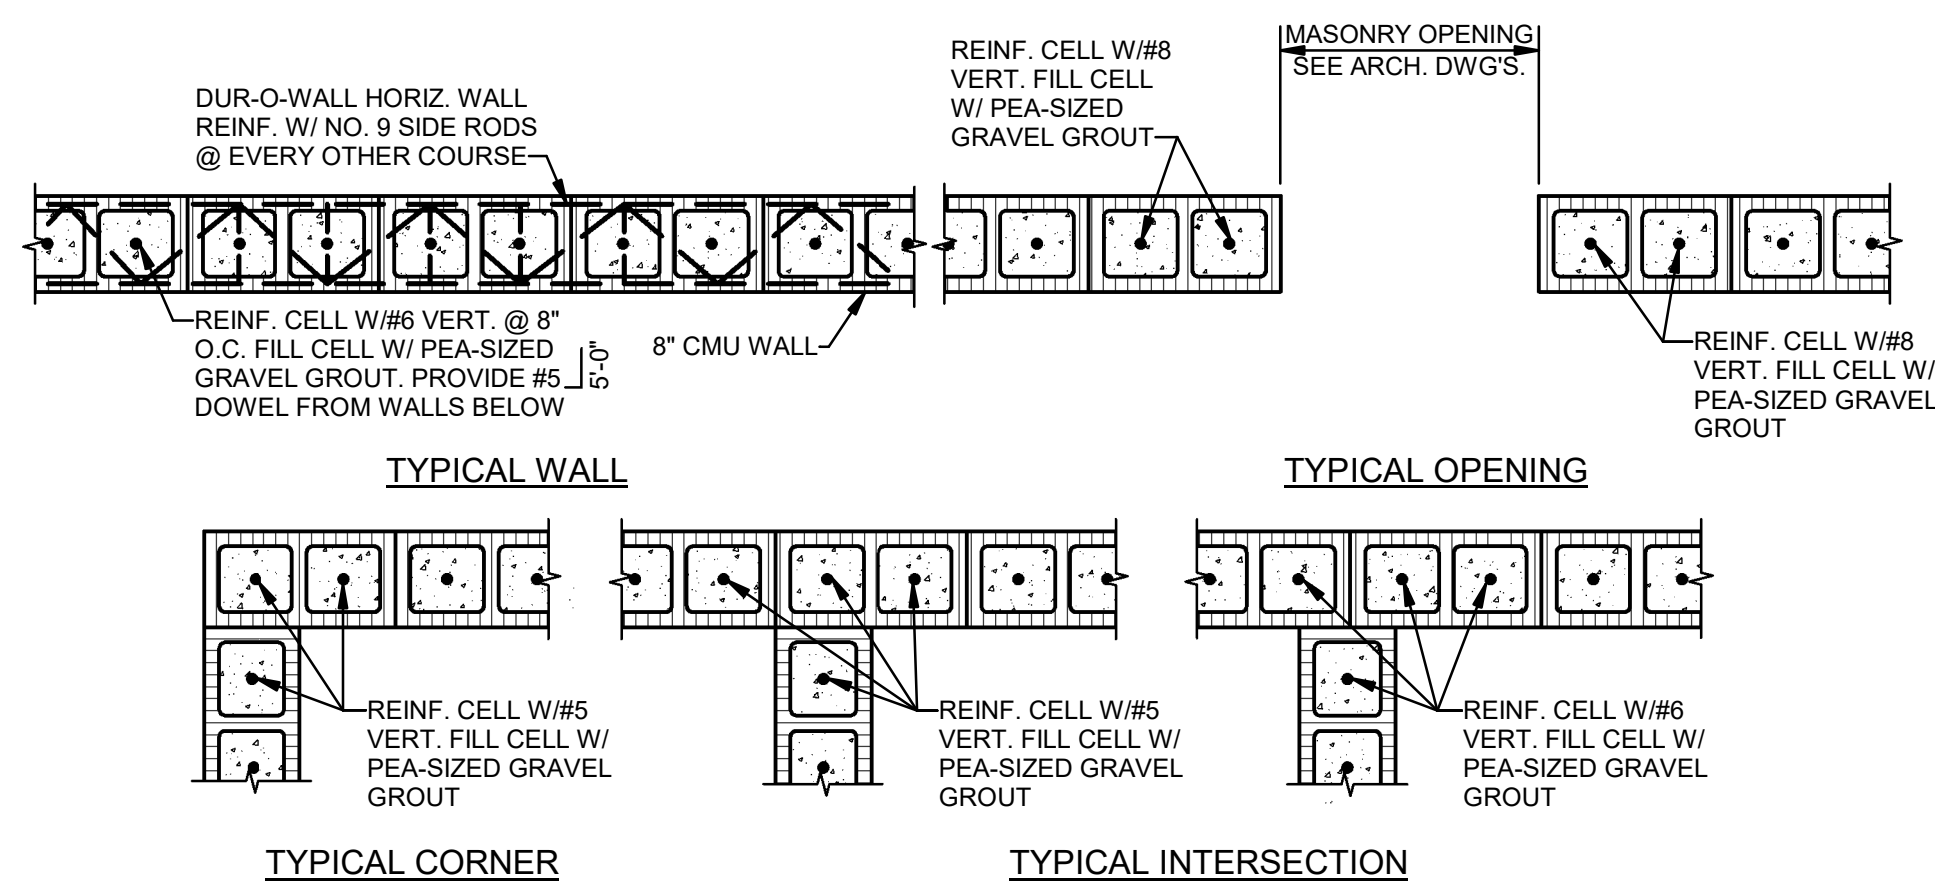 DUR-O-WALL HORIZ. WALL
REINF. W/ NO. 9 SIDE RODS
@ EVERY OTHER COURSE
REINF. CELL W/#6 VERT. @ 8"
O.C. FILL CELL W/ PEA-SIZED
GRAVEL GROUT. PROVIDE #5
DOWEL FROM WALLS BELOW
5'-0"
8" CMU WALL
TYPICAL WALL
REINF. CELL W/#8
VERT. FILL CELL
W/ PEA-SIZED
GRAVEL GROUT
MASONRY OPENING
SEE ARCH. DWG'S.
REINF. CELL W/#8
VERT. FILL CELL W/
PEA-SIZED GRAVEL
GROUT
TYPICAL OPENING
REINF. CELL W/#5
VERT. FILL CELL W/
PEA-SIZED GRAVEL
GROUT
TYPICAL CORNER
REINF. CELL W/#5
VERT. FILL CELL W/
PEA-SIZED GRAVEL
GROUT
REINF. CELL W/#6
VERT. FILL CELL W/
PEA-SIZED GRAVEL
GROUT
TYPICAL INTERSECTION